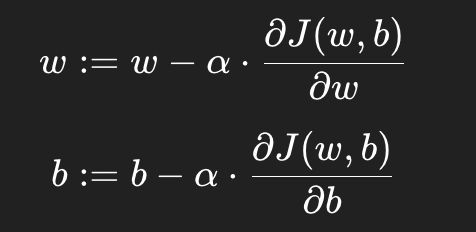 w := w − α · ∂J(w, b) / ∂w
b := b − α · ∂J(w, b) / ∂b